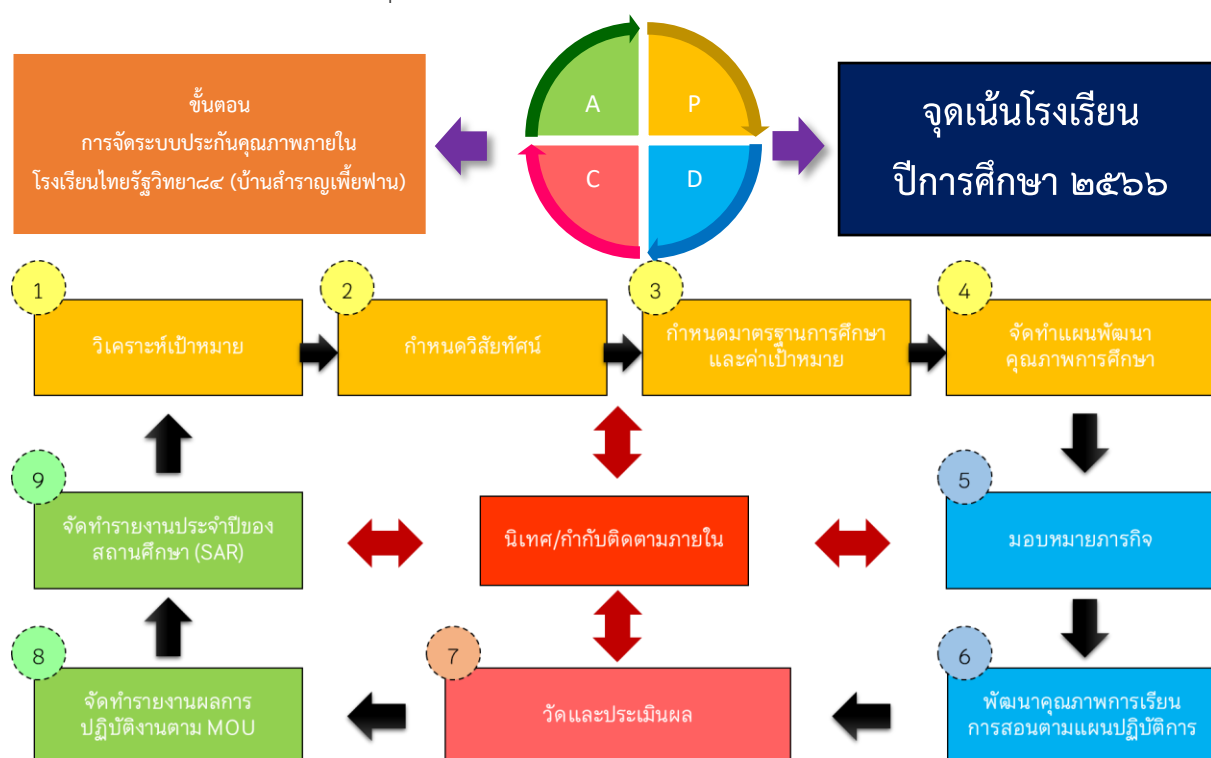 ขั้นตอน
การจัดระบบประกันคุณภาพภายใน
โรงเรียนไทยรัฐวิทยา๘๔ (บ้านสำราญเพี้ยฟาน)
A
P
C
D
จุดเน้นโรงเรียน
ปีการศึกษา ๒๕๖๖
1
วิเคราะห์เป้าหมาย
2
กำหนดวิสัยทัศน์
3
กำหนดมาตรฐานการศึกษา
และค่าเป้าหมาย
4
จัดทำแผนพัฒนา
คุณภาพการศึกษา
9
จัดทำรายงานประจำปีของ
สถานศึกษา (SAR)
นิเทศ/กำกับติดตามภายใน
5
มอบหมายภารกิจ
8
จัดทำรายงานผลการ
ปฏิบัติงานตาม MOU
7
วัดและประเมินผล
6
พัฒนาคุณภาพการเรียน
การสอนตามแผนปฏิบัติการ